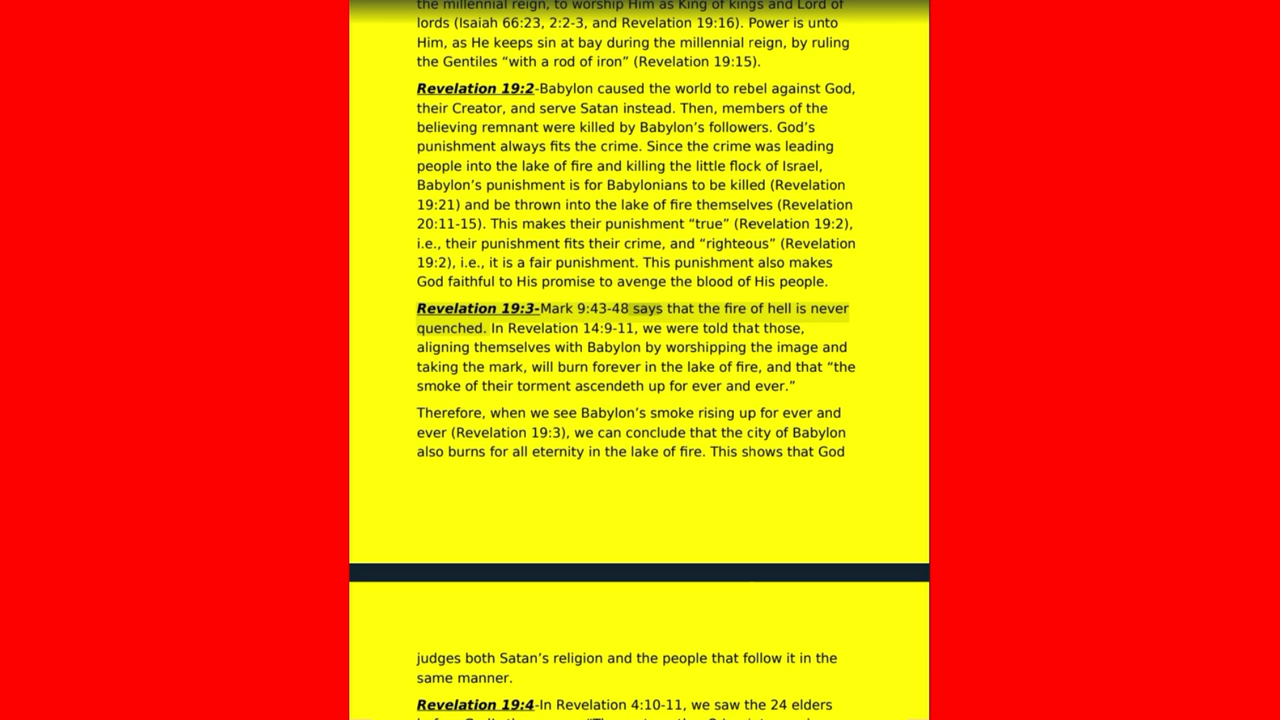 the millennial reign, to worship Him as King of kings and Lord of
lords (Isaiah 66:23, 2:2-3, and Revelation 19:16). Power is unto
Him, as He keeps sin at bay during the millennial reign, by ruling
the Gentiles “with a rod of iron” (Revelation 19:15).
Revelation 19:2-Babylon caused the world to rebel against God,
their Creator, and serve Satan instead. Then, members of the
believing remnant were killed by Babylon’s followers. God’s
punishment always fits the crime. Since the crime was leading
people into the lake of fire and killing the little flock of Israel,
Babylon’s punishment is for Babylonians to be killed (Revelation
19:21) and be thrown into the lake of fire themselves (Revelation
20:11-15). This makes their punishment “true” (Revelation 19:2),
i.e., their punishment fits their crime, and “righteous” (Revelation
19:2), i.e., it is a fair punishment. This punishment also makes
God faithful to His promise to avenge the blood of His people.
Revelation 19:3-Mark 9:43-48 says that the fire of hell is never
quenched. In Revelation 14:9-11, we were told that those,
aligning themselves with Babylon by worshipping the image and
taking the mark, will burn forever in the lake of fire, and that “the
smoke of their torment ascendeth up for ever and ever.”
Therefore, when we see Babylon’s smoke rising up for ever and
ever (Revelation 19:3), we can conclude that the city of Babylon
also burns for all eternity in the lake of fire. This shows that God
judges both Satan’s religion and the people that follow it in the
same manner.
Revelation 19:4-In Revelation 4:10-11, we saw the 24 elders